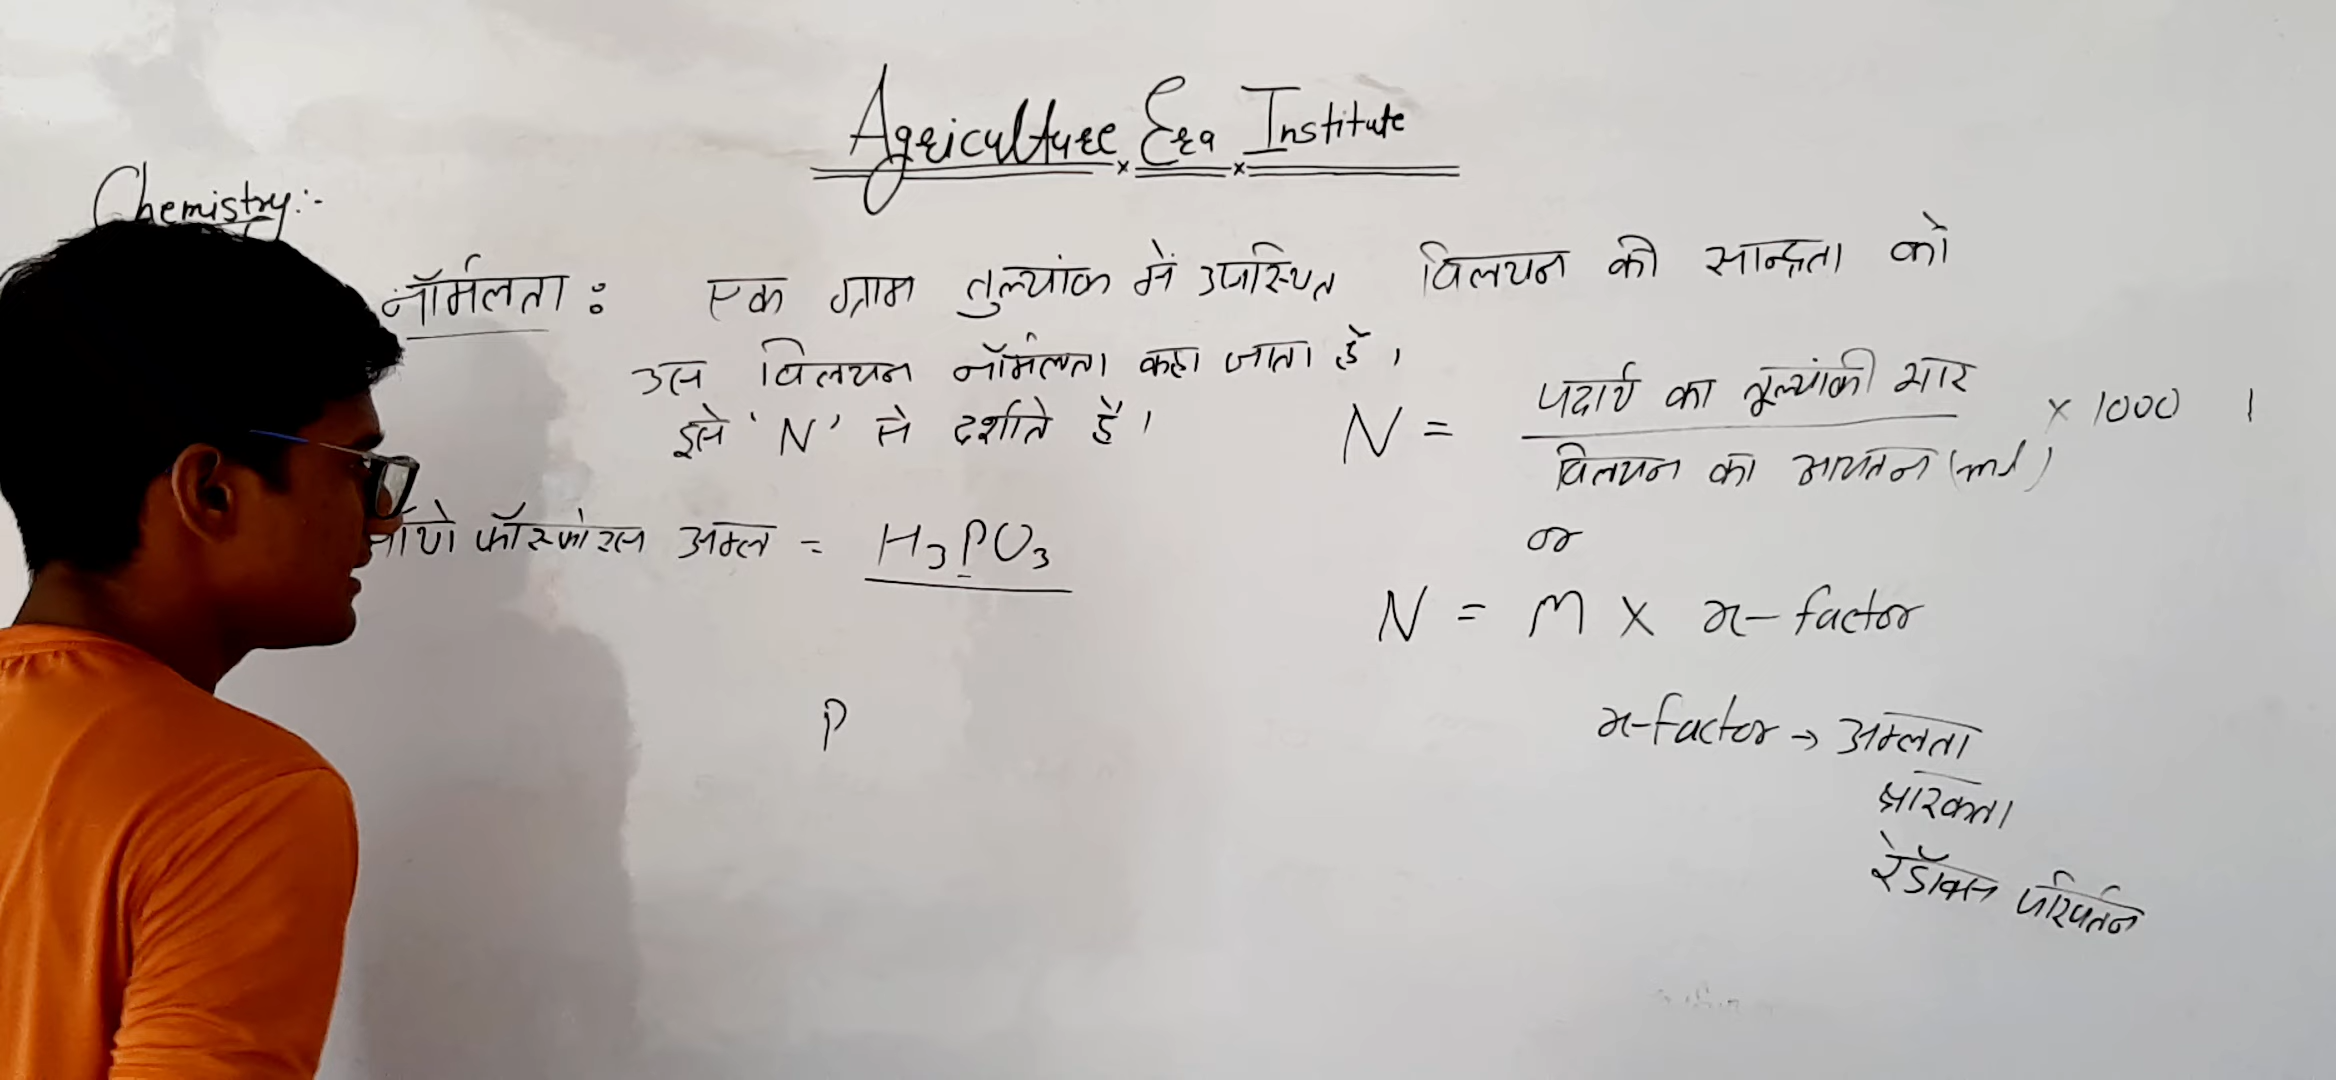 Agriculture Era Institute
Chemistry:-
नॉर्मलता : एक ग्राम तुल्यांक में उपस्थित विलयन की सान्द्रता को
उस विलयन नॉर्मलता कहा जाता हैं ।
इसे 'N' से दर्शाते हैं ।
N = पदार्थ का तूल्यांकी भार
× 1000 ।
विलयन का आयतन (ml)
फॉस्फोरस अम्ल = H3PO3
or
N = M × n-factor
P
n-factor → अम्लता
क्षारकता
रेडॉक्स परिवर्तन